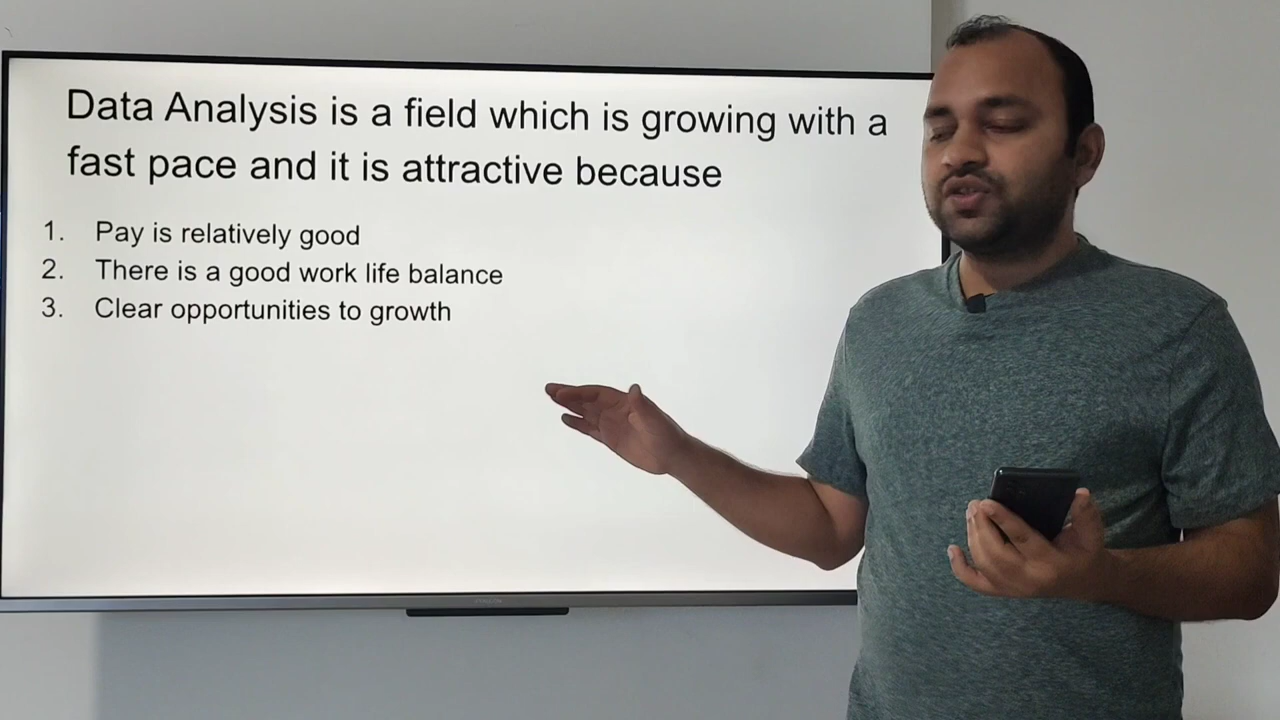 Data Analysis is a field which is growing with a
fast pace and it is attractive because
1. Pay is relatively good
2. There is a good work life balance
3. Clear opportunities to growth